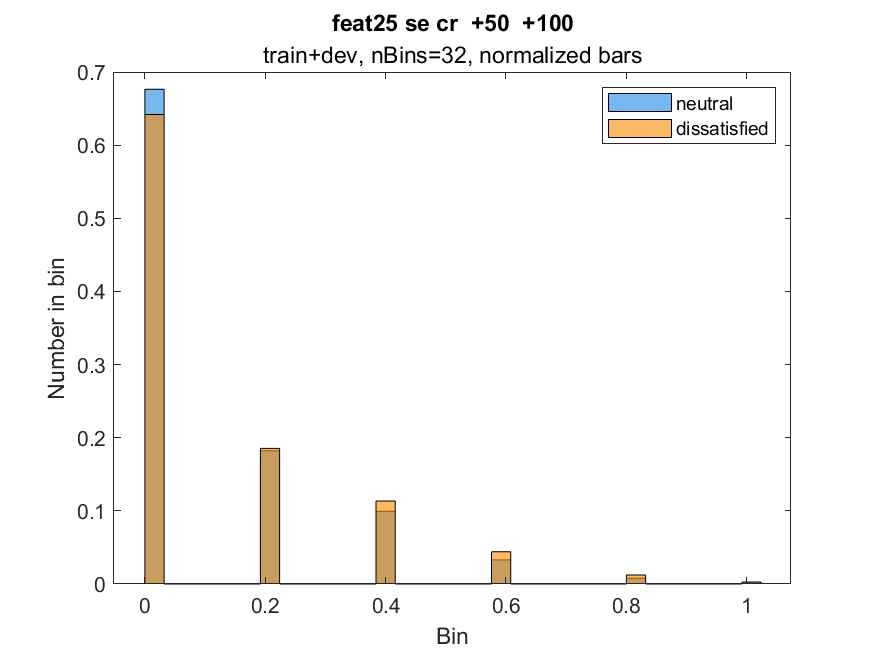 feat25 se cr  +50  +100
train+dev, nBins=32, normalized bars
neutral
dissatisfied
0.7
0.6
0.5
0.4
0.3
0.2
0.1
0
Number in bin
0
0.2
0.4
0.6
0.8
1
Bin